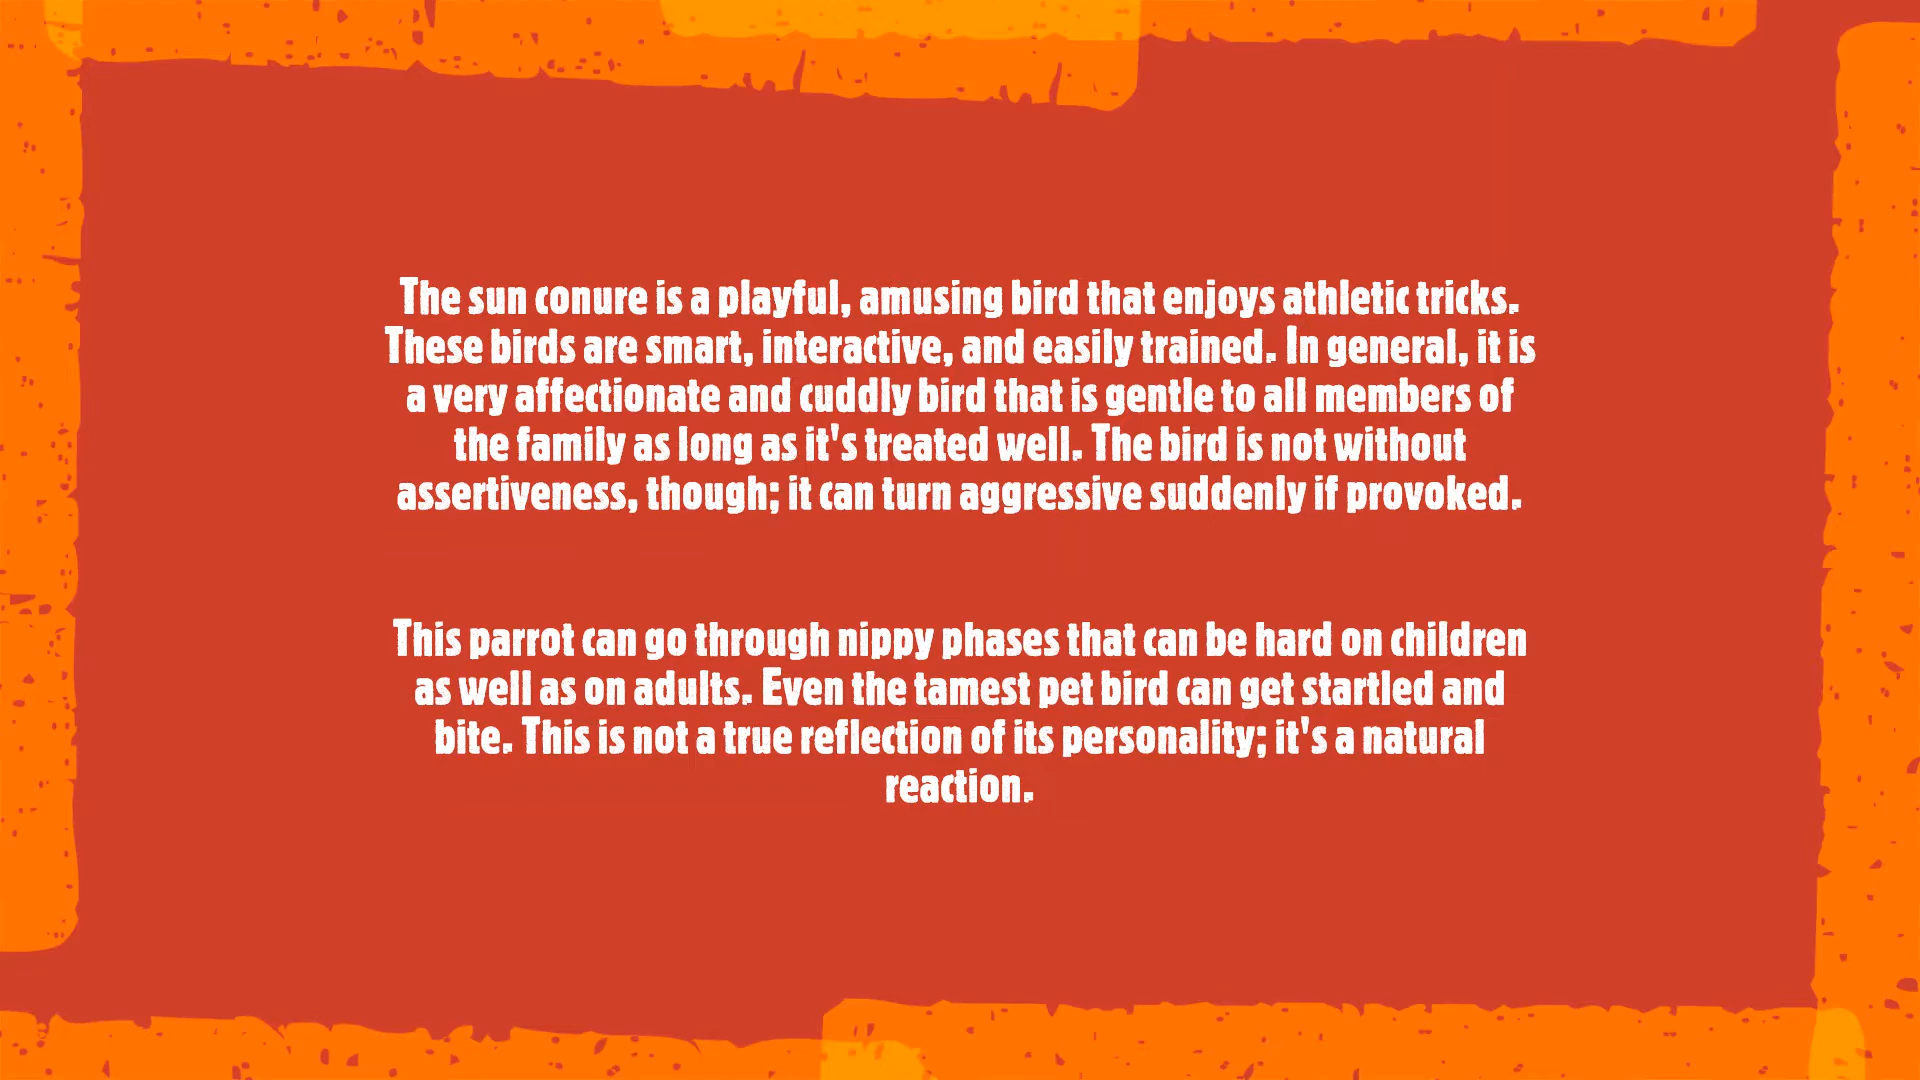 The sun conure is a playful, amusing bird that enjoys athletic tricks.
These birds are smart, interactive, and easily trained. In general, it is
a very affectionate and cuddly bird that is gentle to all members of
the family as long as it's treated well. The bird is not without
assertiveness, though; it can turn aggressive suddenly if provoked.
This parrot can go through nippy phases that can be hard on children
as well as on adults. Even the tamest pet bird can get startled and
bite. This is not a true reflection of its personality; it's a natural
reaction.